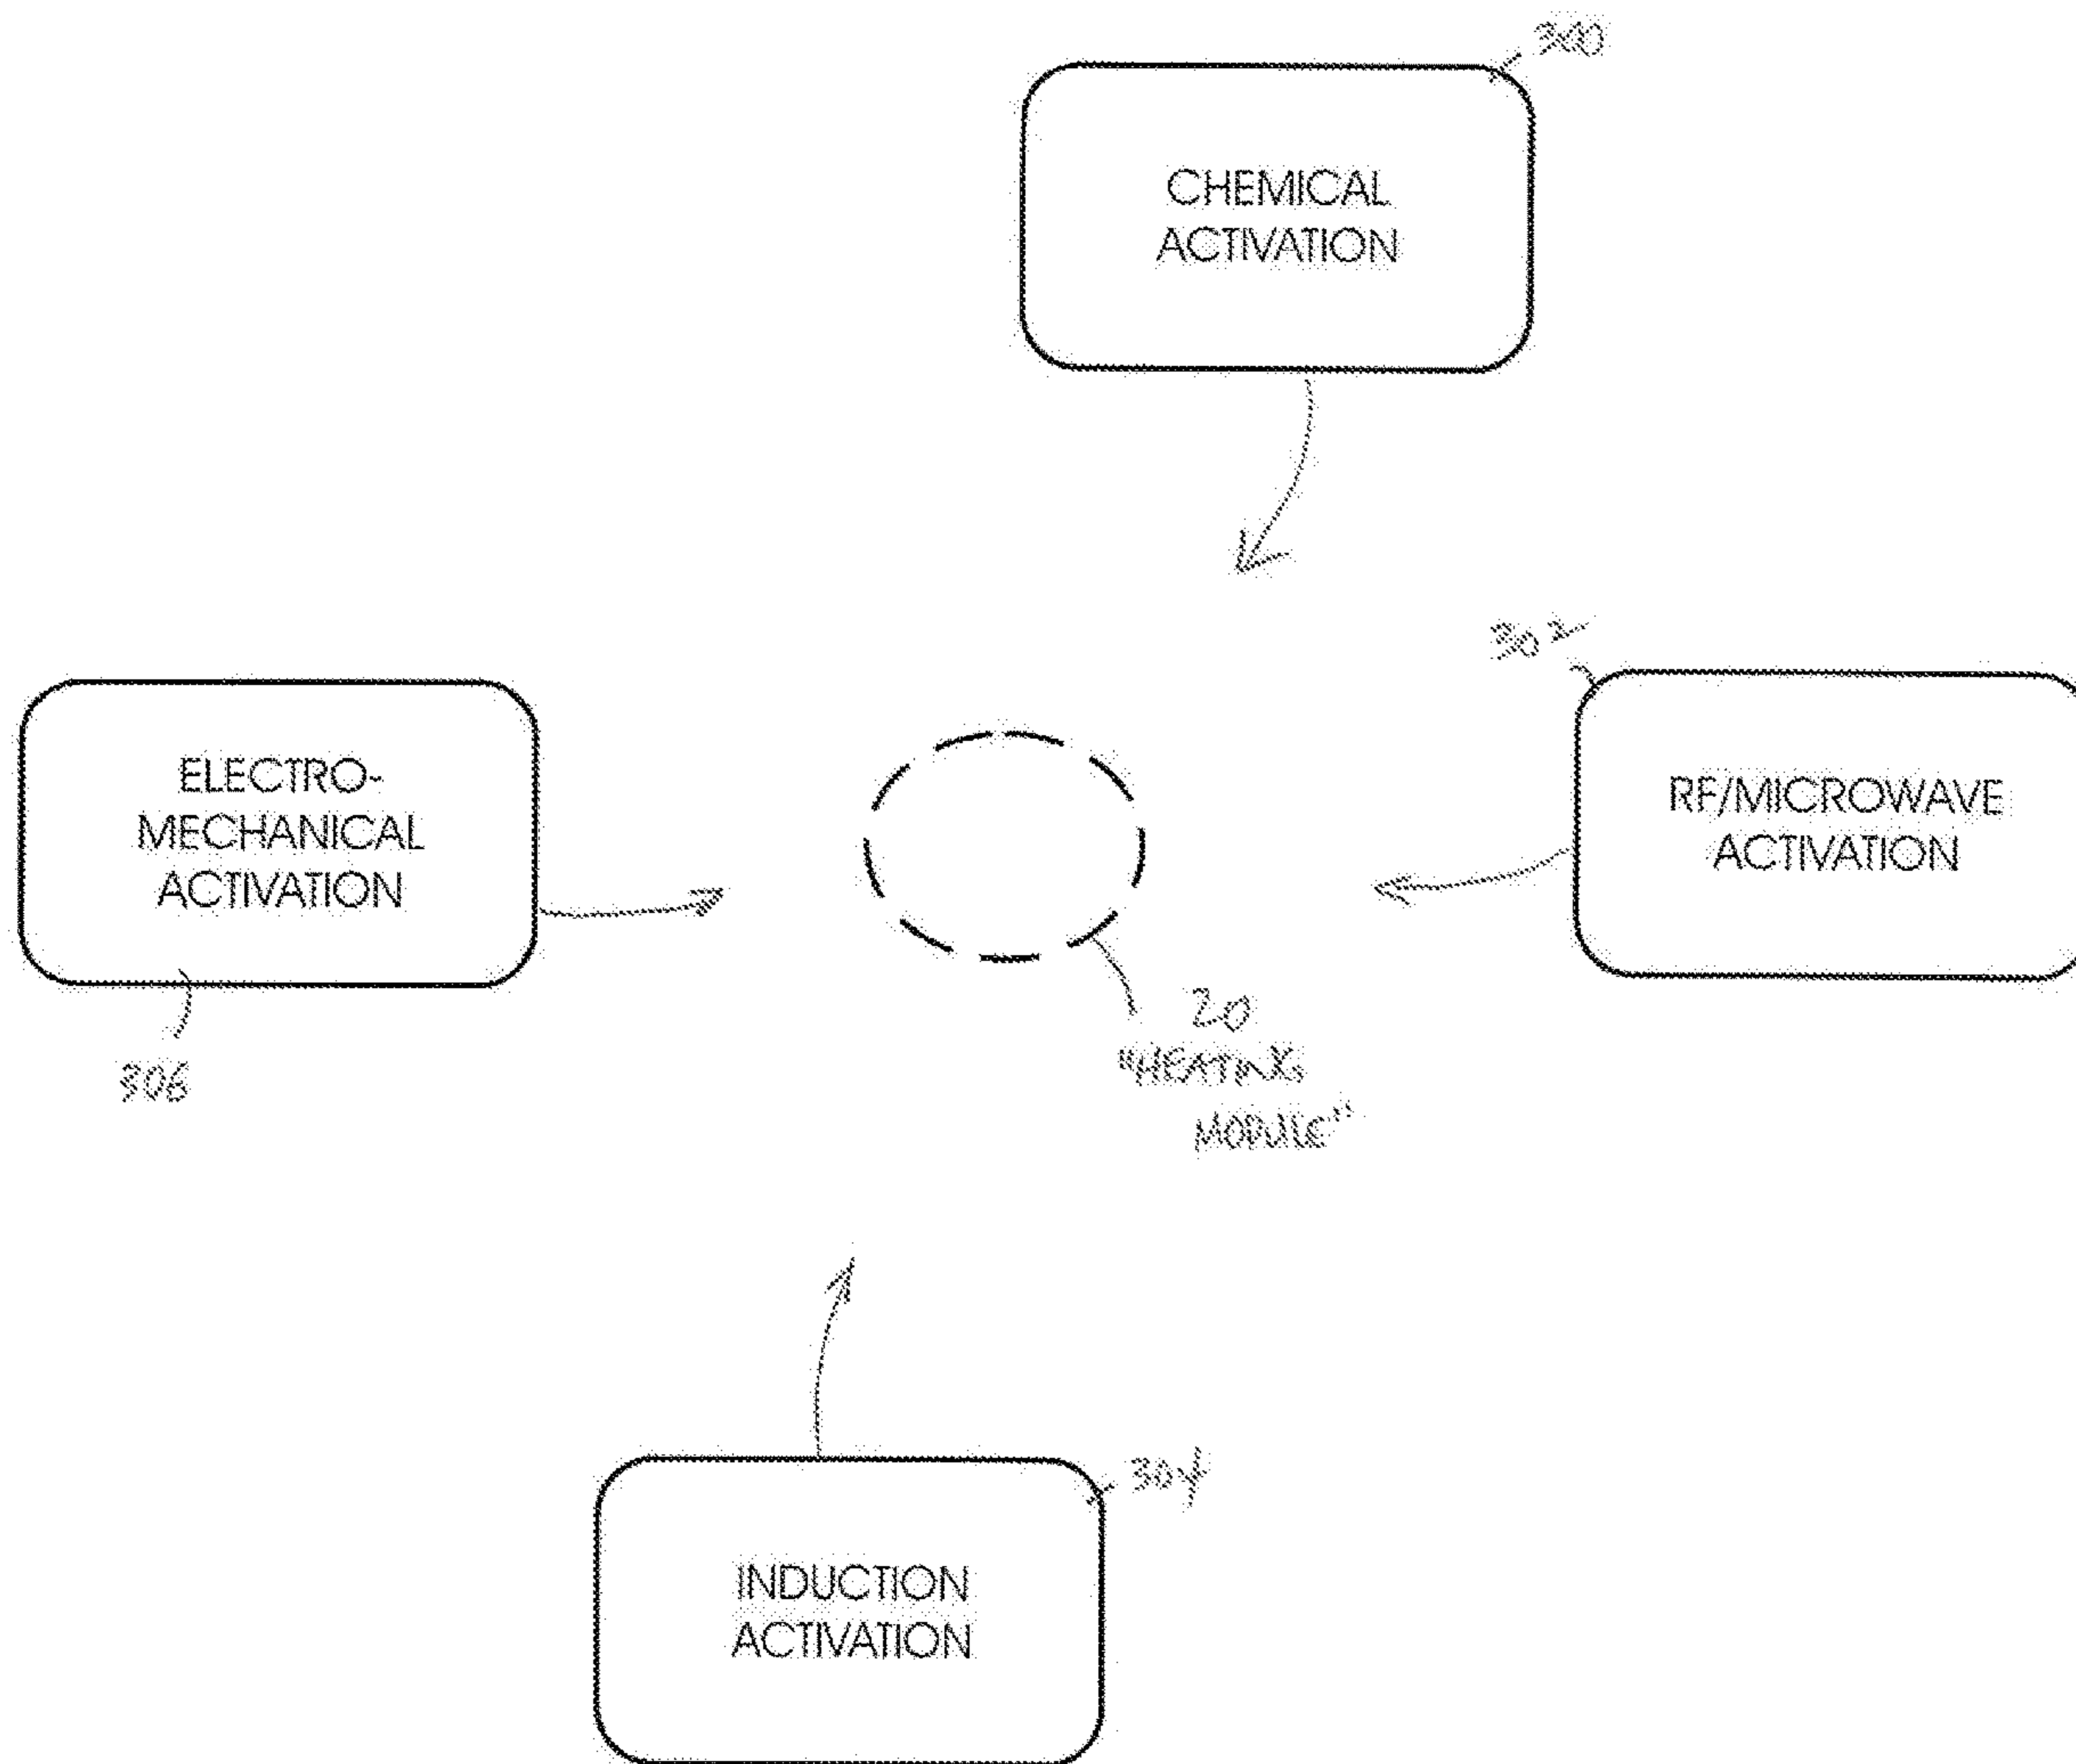 300
CHEMICAL
ACTIVATION
302
RF/MICROWAVE
ACTIVATION
ELECTRO-
MECHANICAL
ACTIVATION
306
20
"HEATING
MODULE"
304
INDUCTION
ACTIVATION